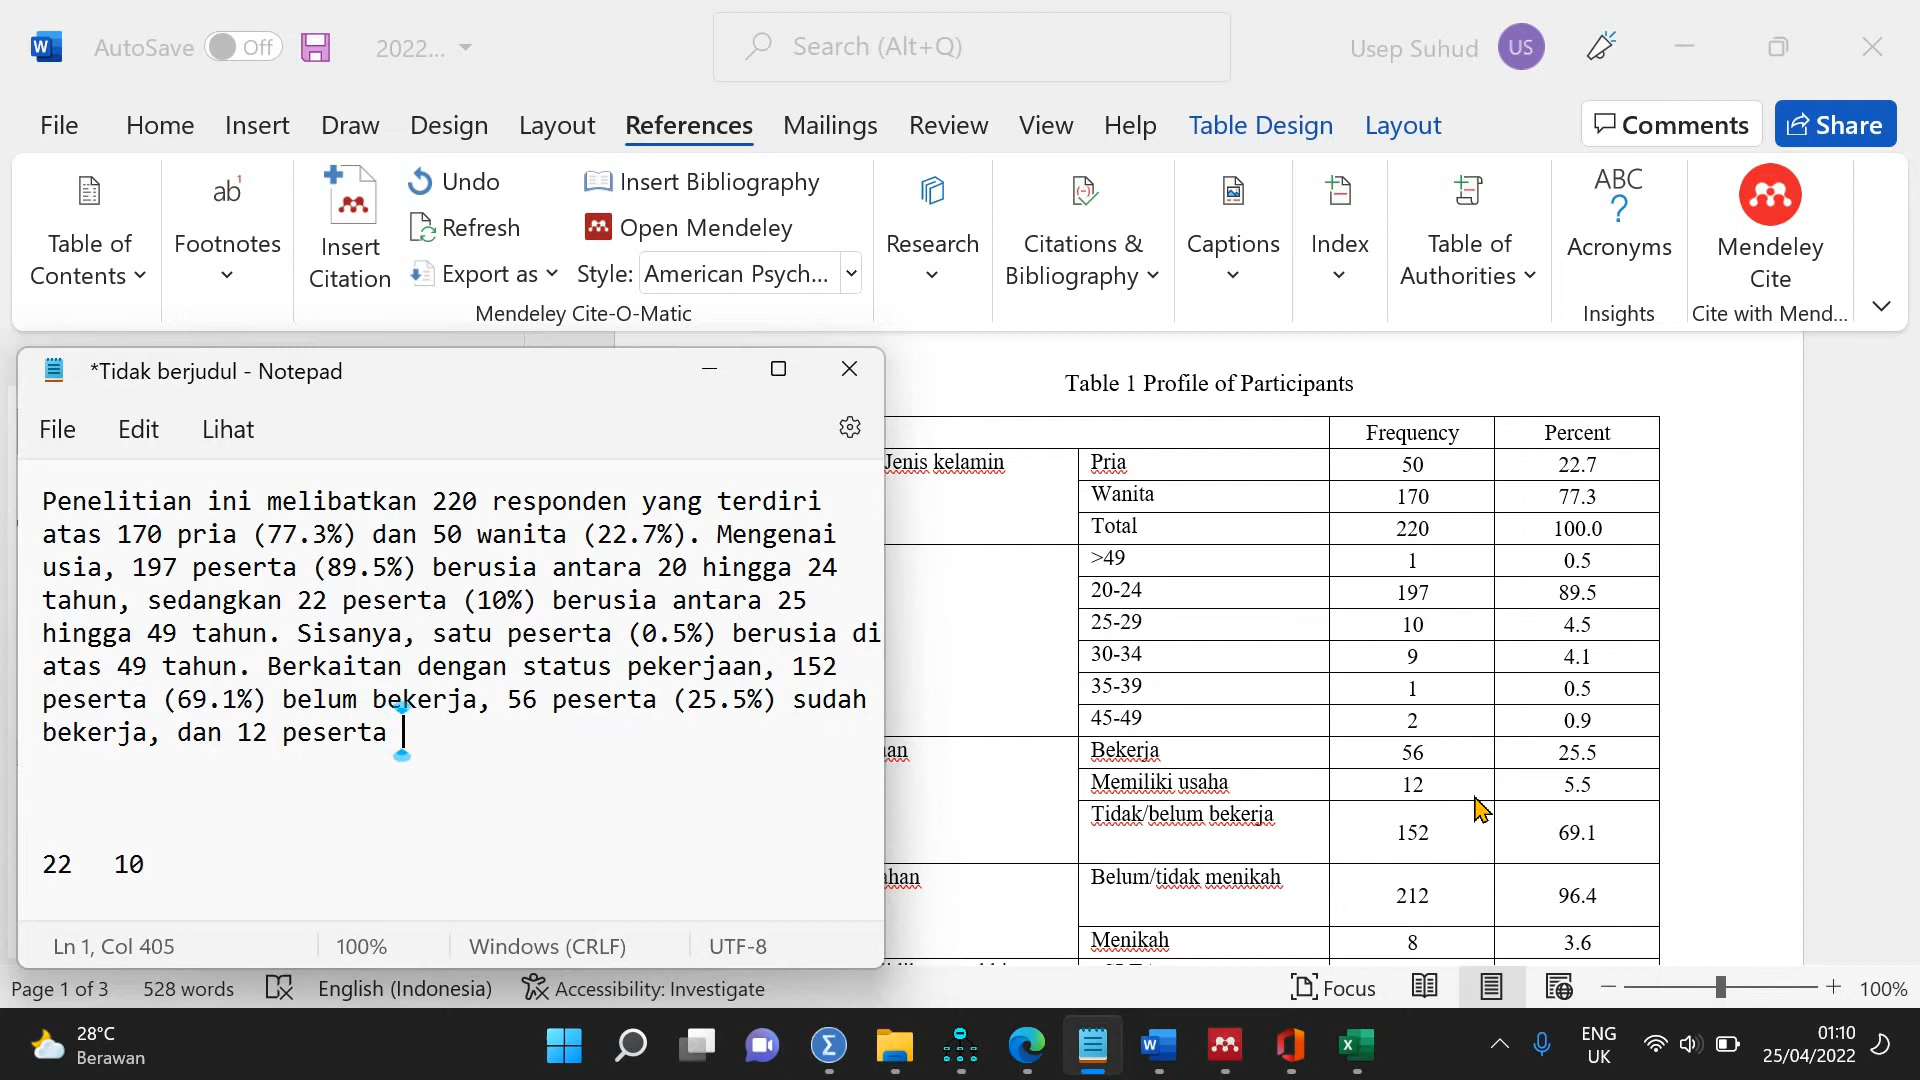 AutoSave Off 2022... Search (Alt+Q) Usep Suhud US
File Home Insert Draw Design Layout References Mailings Review View Help Table Design Layout Comments Share
Table of Contents
ab1 Footnotes
Insert Citation
Undo
Refresh
Export as
Insert Bibliography
Open Mendeley
Style: American Psych...
Mendeley Cite-O-Matic
Research
Citations & Bibliography
Captions
Index
Table of Authorities
ABC ?
Acronyms
Insights
Mendeley Cite
Cite with Mend...
*Tidak berjudul - Notepad
File Edit Lihat
Penelitian ini melibatkan 220 responden yang terdiri
atas 170 pria (77.3%) dan 50 wanita (22.7%). Mengenai
usia, 197 peserta (89.5%) berusia antara 20 hingga 24
tahun, sedangkan 22 peserta (10%) berusia antara 25
hingga 49 tahun. Sisanya, satu peserta (0.5%) berusia di
atas 49 tahun. Berkaitan dengan status pekerjaan, 152
peserta (69.1%) belum bekerja, 56 peserta (25.5%) sudah
bekerja, dan 12 peserta
22 10
Ln 1, Col 405 100% Windows (CRLF) UTF-8
Table 1 Profile of Participants
Frequency Percent
Jenis kelamin Pria 50 22.7
Wanita 170 77.3
Total 220 100.0
>49 1 0.5
20-24 197 89.5
25-29 10 4.5
30-34 9 4.1
35-39 1 0.5
45-49 2 0.9
an Bekerja 56 25.5
Memiliki usaha 12 5.5
Tidak/belum bekerja 152 69.1
ahan Belum/tidak menikah 212 96.4
Menikah 8 3.6
Page 1 of 3 528 words English (Indonesia) Accessibility: Investigate Focus 100%
28°C
Berawan
ENG
UK
01:10
25/04/2022